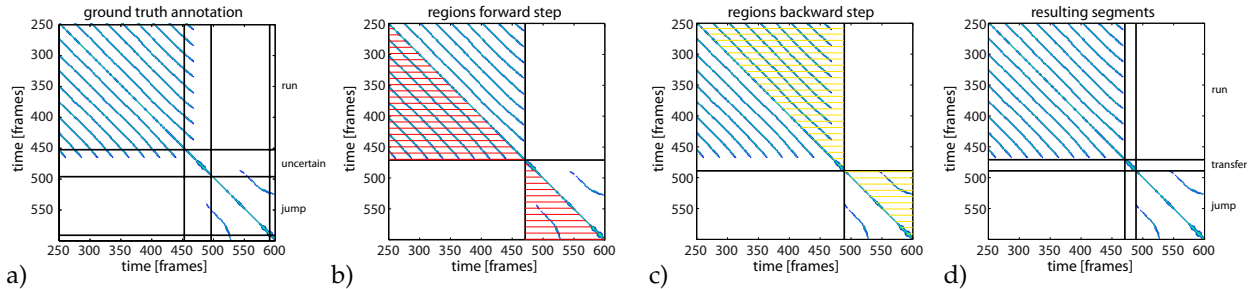 ground truth annotation
250
300
350
400
450
500
550
time [frames]
250 300 350 400 450 500 550 600
time [frames]
run
uncertain
jump
a)
regions forward step
250
300
350
400
450
500
550
time [frames]
250 300 350 400 450 500 550 600
time [frames]
b)
regions backward step
250
300
350
400
450
500
550
time [frames]
250 300 350 400 450 500 550 600
time [frames]
c)
resulting segments
250
300
350
400
450
500
550
time [frames]
250 300 350 400 450 500 550 600
time [frames]
run
transfer
jump
d)